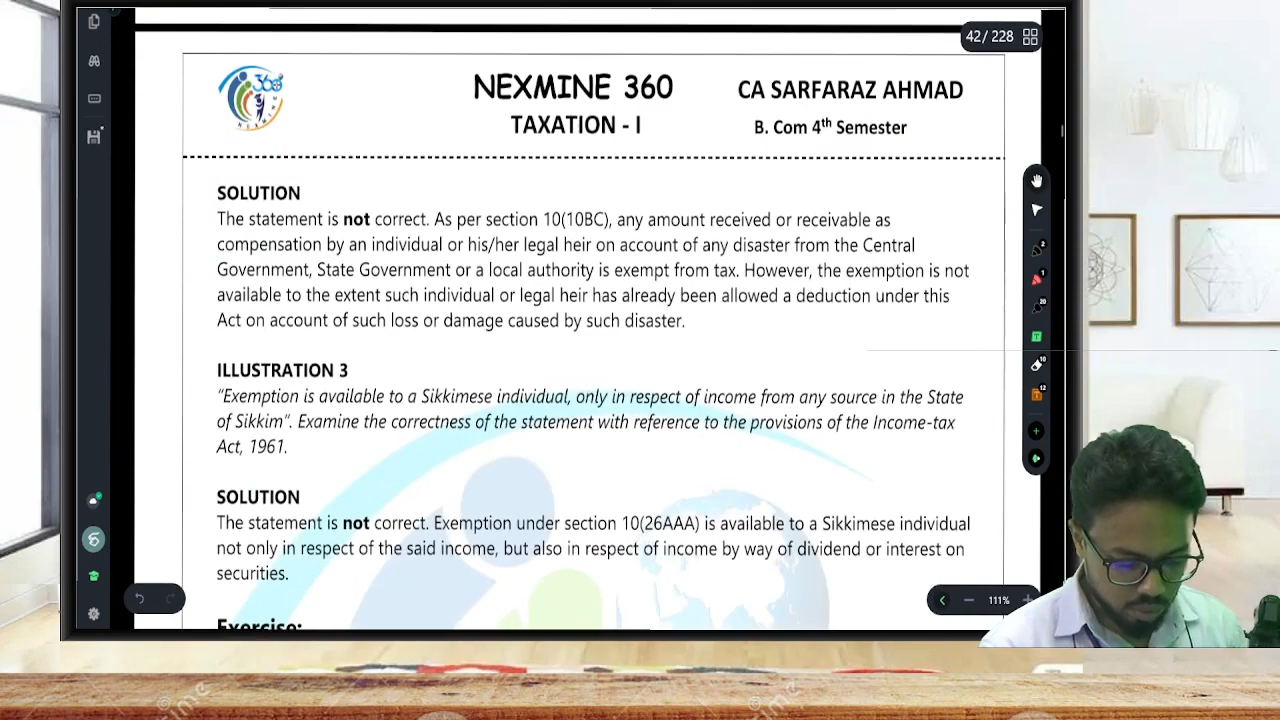 42 / 228
360
NEXMINE
NEXMINE 360
CA SARFARAZ AHMAD
TAXATION - I
B. Com 4th Semester
SOLUTION
The statement is not correct. As per section 10(10BC), any amount received or receivable as
compensation by an individual or his/her legal heir on account of any disaster from the Central
Government, State Government or a local authority is exempt from tax. However, the exemption is not
available to the extent such individual or legal heir has already been allowed a deduction under this
Act on account of such loss or damage caused by such disaster.
ILLUSTRATION 3
“Exemption is available to a Sikkimese individual, only in respect of income from any source in the State
of Sikkim”. Examine the correctness of the statement with reference to the provisions of the Income-tax
Act, 1961.
SOLUTION
The statement is not correct. Exemption under section 10(26AAA) is available to a Sikkimese individual
not only in respect of the said income, but also in respect of income by way of dividend or interest on
securities.
Exercise:
111%
2
1
20
T
10
12